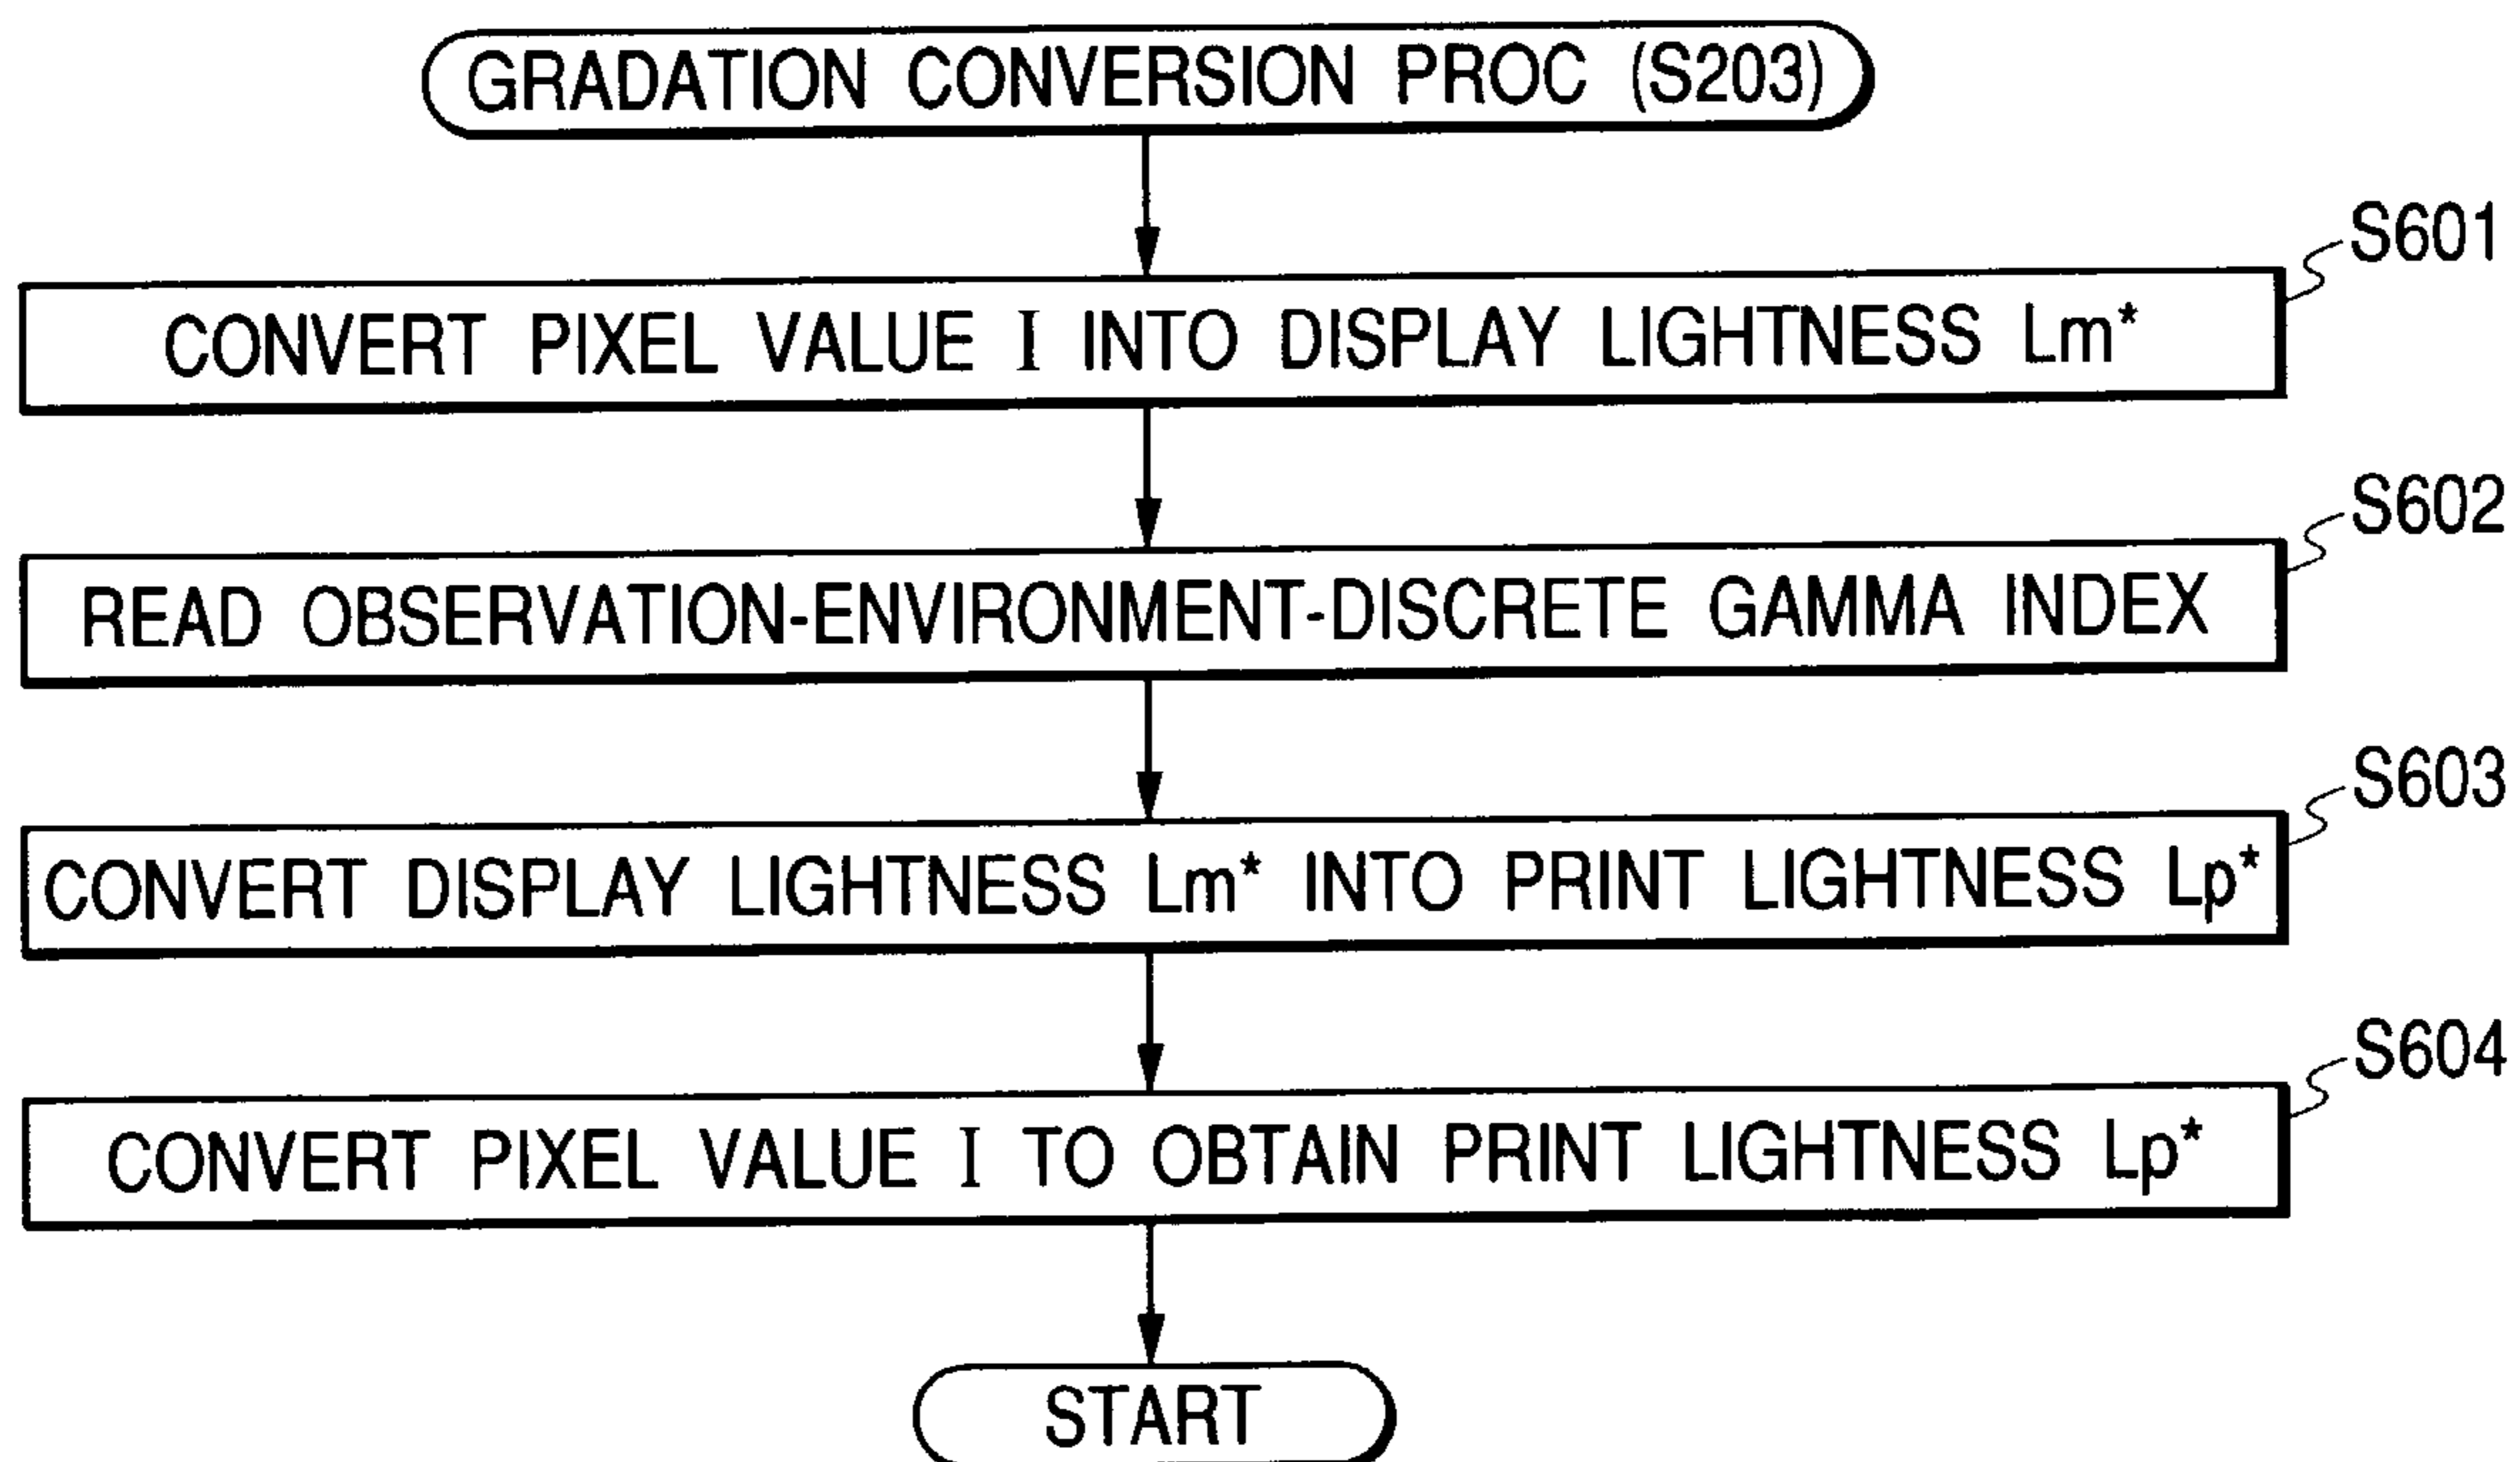 GRADATION CONVERSION PROC (S203)
S601
CONVERT PIXEL VALUE I INTO DISPLAY LIGHTNESS Lm*
S602
READ OBSERVATION-ENVIRONMENT-DISCRETE GAMMA INDEX
S603
CONVERT DISPLAY LIGHTNESS Lm* INTO PRINT LIGHTNESS Lp*
S604
CONVERT PIXEL VALUE I TO OBTAIN PRINT LIGHTNESS Lp*
START